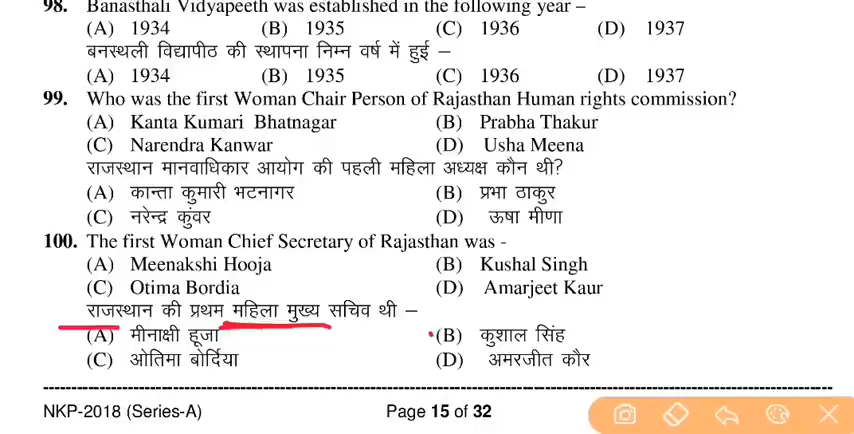 98. Banasthali Vidyapeeth was established in the following year –
(A) 1934 (B) 1935 (C) 1936 (D) 1937
बनस्थली विद्यापीठ की स्थापना निम्न वर्ष में हुई –
(A) 1934 (B) 1935 (C) 1936 (D) 1937
99. Who was the first Woman Chair Person of Rajasthan Human rights commission?
(A) Kanta Kumari Bhatnagar (B) Prabha Thakur
(C) Narendra Kanwar (D) Usha Meena
राजस्थान मानवाधिकार आयोग की पहली महिला अध्यक्ष कौन थी?
(A) कान्ता कुमारी भटनागर (B) प्रभा ठाकुर
(C) नरेन्द्र कुंवर (D) ऊषा मीणा
100. The first Woman Chief Secretary of Rajasthan was -
(A) Meenakshi Hooja (B) Kushal Singh
(C) Otima Bordia (D) Amarjeet Kaur
राजस्थान की प्रथम महिला मुख्य सचिव थी –
(A) मीनाक्षी हूजा (B) कुशाल सिंह
(C) ओतिमा बोर्दिया (D) अमरजीत कौर
NKP-2018 (Series-A) Page 15 of 32